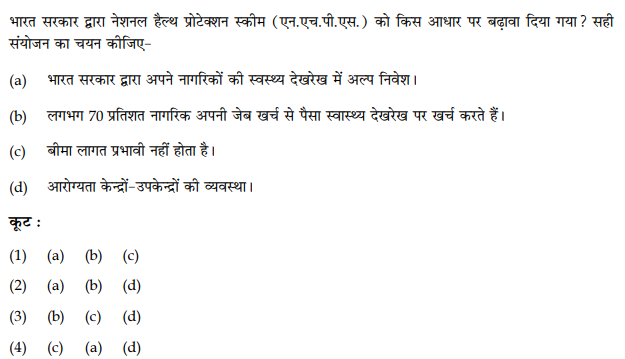 भारत सरकार द्वारा नेशनल हैल्थ प्रोटेक्शन स्कीम (एन.एच.पी.एस.) को किस आधार पर बढ़ावा दिया गया? सही
संयोजन का चयन कीजिए-
(a) भारत सरकार द्वारा अपने नागरिकों की स्वस्थ्य देखरेख में अल्प निवेश।
(b) लगभग 70 प्रतिशत नागरिक अपनी जेब खर्च से पैसा स्वास्थ्य देखरेख पर खर्च करते हैं।
(c) बीमा लागत प्रभावी नहीं होता है।
(d) आरोग्यता केन्द्रों-उपकेन्द्रों की व्यवस्था।
कूट :
(1) (a) (b) (c)
(2) (a) (b) (d)
(3) (b) (c) (d)
(4) (c) (a) (d)